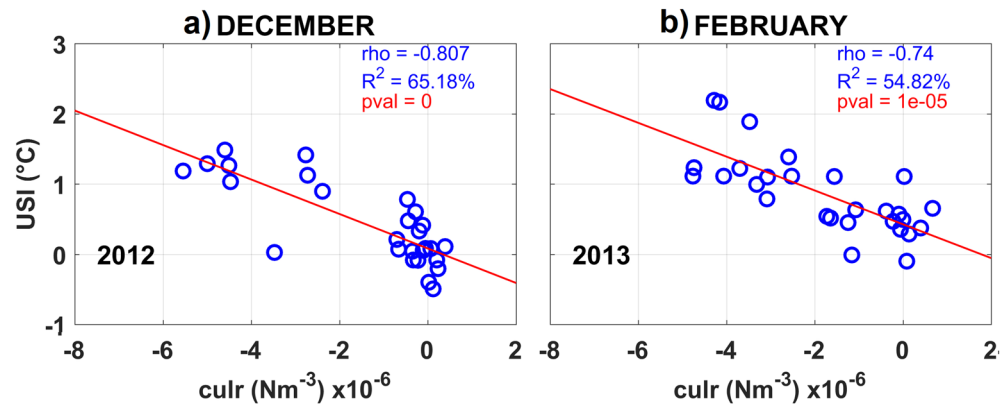 a) DECEMBER
rho = -0.807
R² = 65.18%
pval = 0
2012
USI (°C)
3
2
1
0
-1
-8
-6
-4
-2
0
2
culr (Nm⁻³) x10⁻⁶
b) FEBRUARY
rho = -0.74
R² = 54.82%
pval = 1e-05
2013
-8
-6
-4
-2
0
2
culr (Nm⁻³) x10⁻⁶